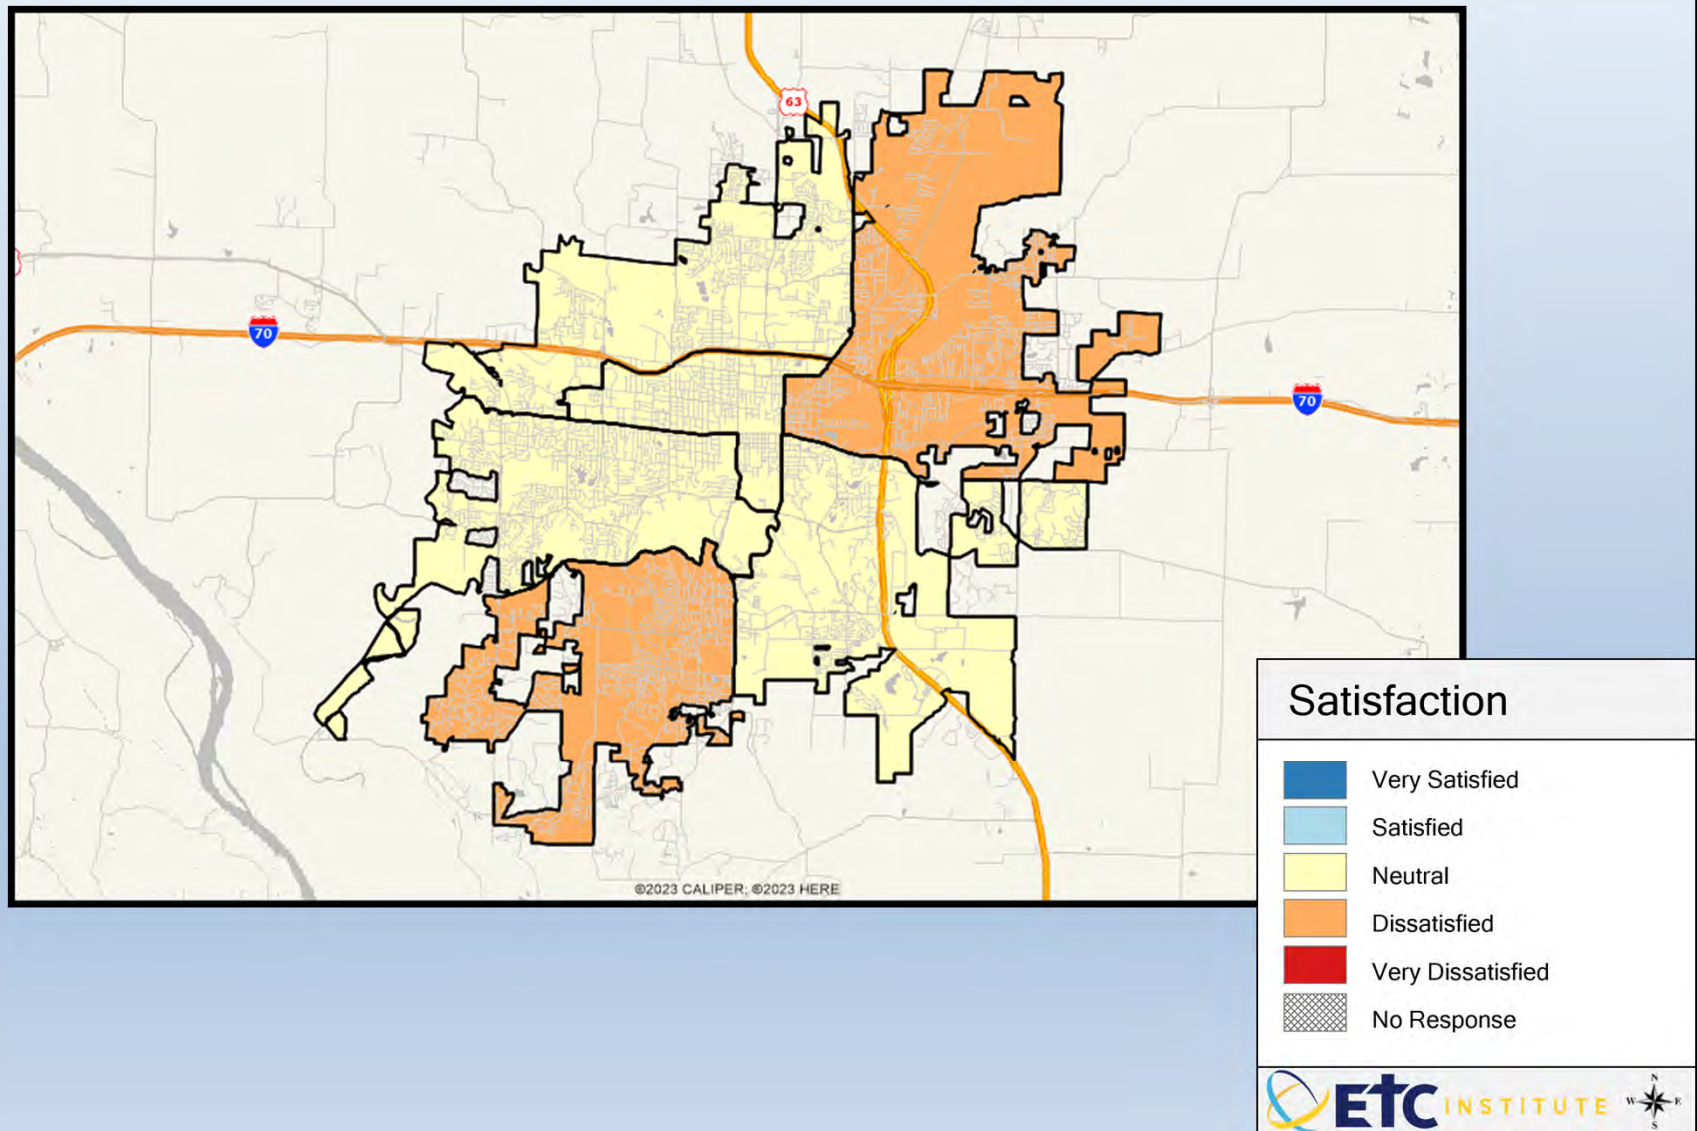 63
70
70
©2023 CALIPER; ©2023 HERE
Satisfaction
Very Satisfied
Satisfied
Neutral
Dissatisfied
Very Dissatisfied
No Response
ETC INSTITUTE
N
W E
S